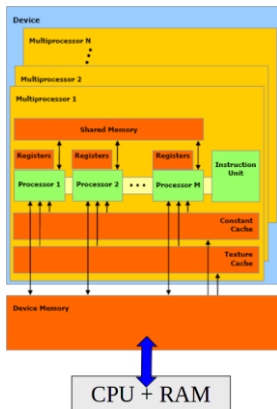 Device
Multiprocessor N
Multiprocessor 2
Multiprocessor 1
Shared Memory
Registers
Registers
Registers
Instruction
Unit
Processor 1
Processor 2
Processor M
Constant
Cache
Texture
Cache
Device Memory
CPU + RAM